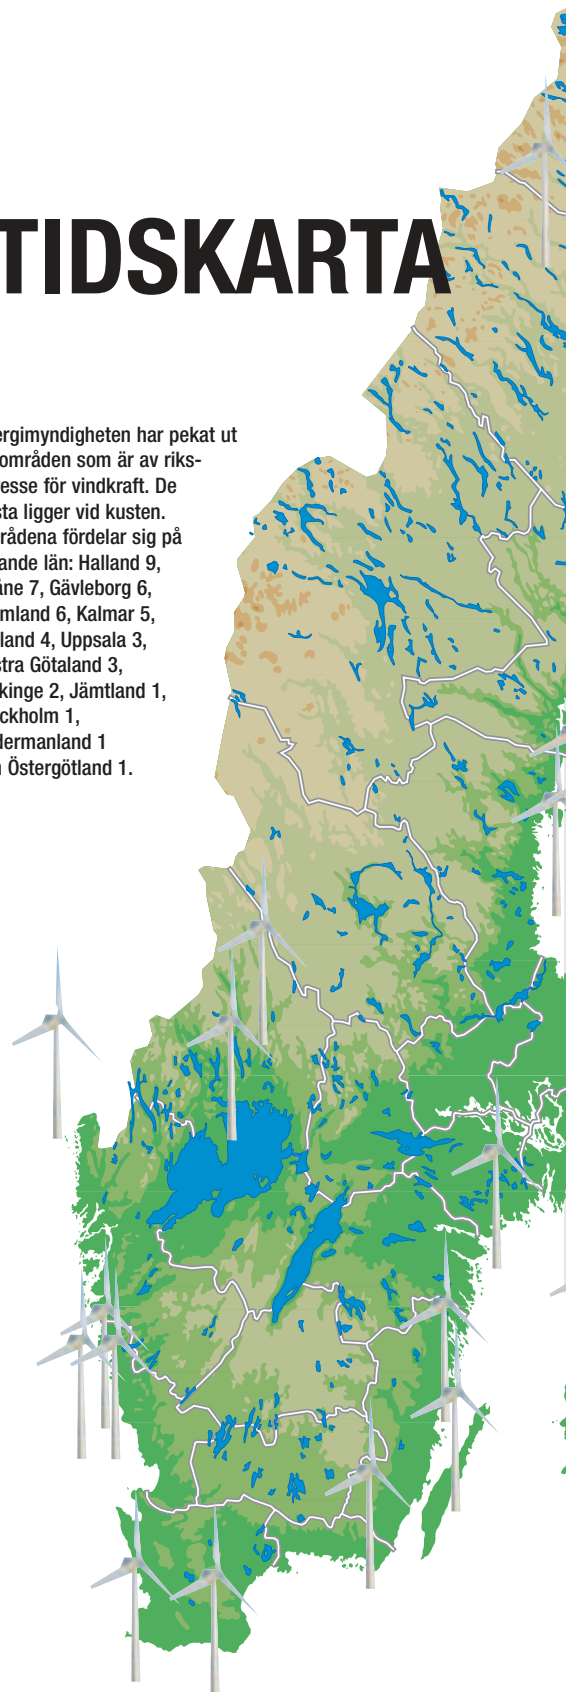 TIDSKARTA
ergimyndigheten har pekat ut
områden som är av riks-
resse för vindkraft. De
sta ligger vid kusten.
rådena fördelar sig på
ande län: Halland 9,
åne 7, Gävleborg 6,
mland 6, Kalmar 5,
land 4, Uppsala 3,
stra Götaland 3,
kinge 2, Jämtland 1,
ckholm 1,
dermanland 1
n Östergötland 1.